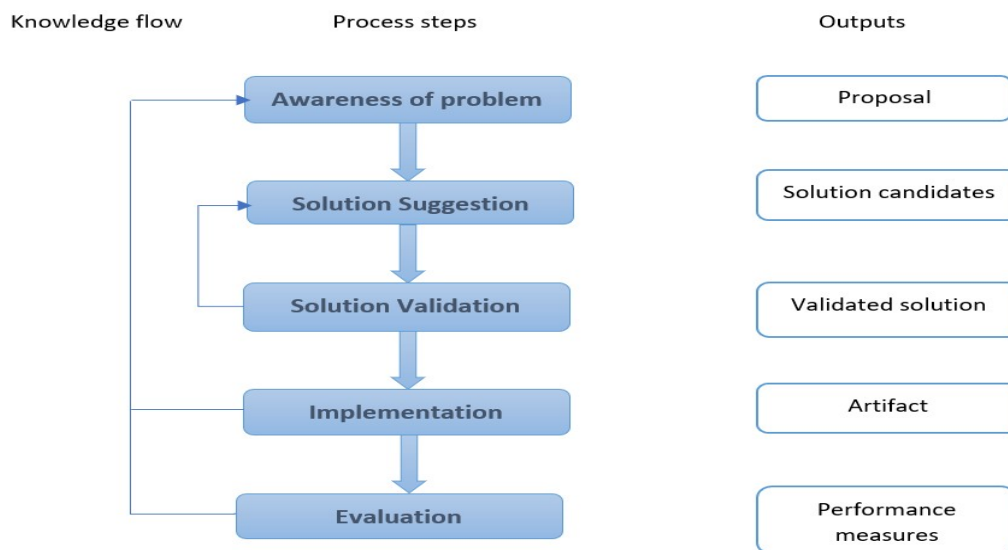 Knowledge flow Process steps Outputs
Awareness of problem Proposal
Solution Suggestion Solution candidates
Solution Validation Validated solution
Implementation Artifact
Evaluation Performance
measures